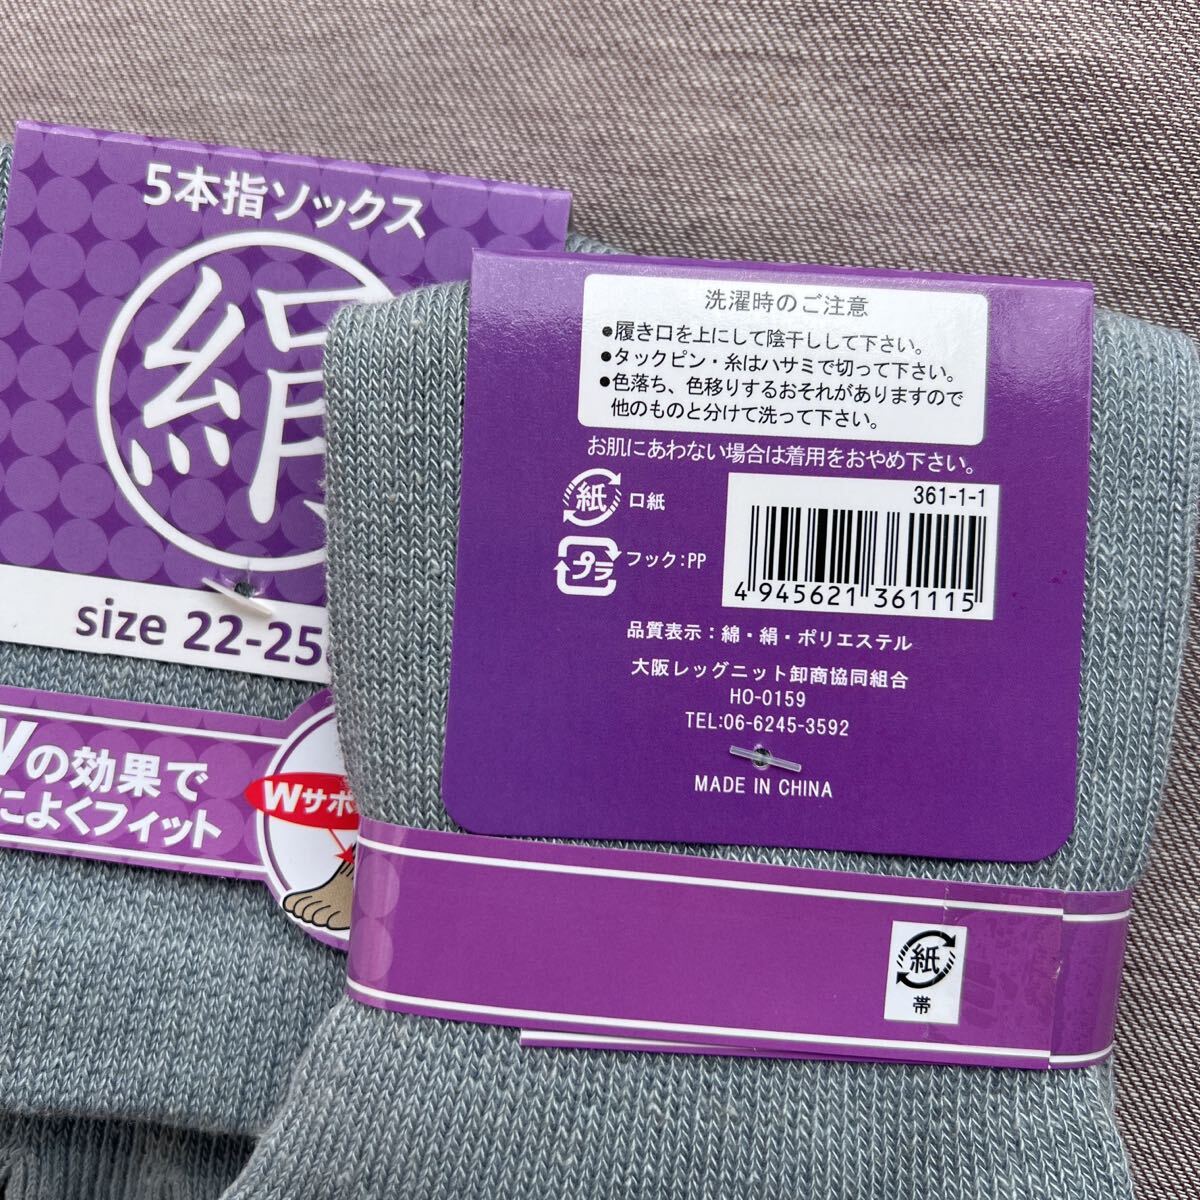 5本指ソックス
絹
size 22-25
Wの効果で
によくフィット
Wサポ
洗濯時のご注意
●履き口を上にして陰干しして下さい。
●タックピン・糸はハサミで切って下さい。
●色落ち、色移りするおそれがありますので
他のものと分けて洗って下さい。
お肌にあわない場合は着用をおやめ下さい。
紙 口紙
プラ フック:PP
361-1-1
4 945621 361115
品質表示:綿・絹・ポリエステル
大阪レッグニット卸商協同組合
HO-0159
TEL:06-6245-3592
MADE IN CHINA
紙
帯